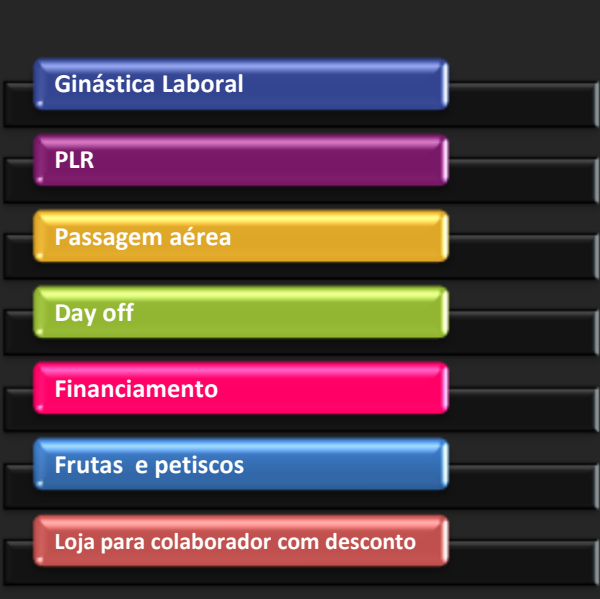 Ginástica Laboral
PLR
Passagem aérea
Day off
Financiamento
Frutas  e petiscos
Loja para colaborador com desconto